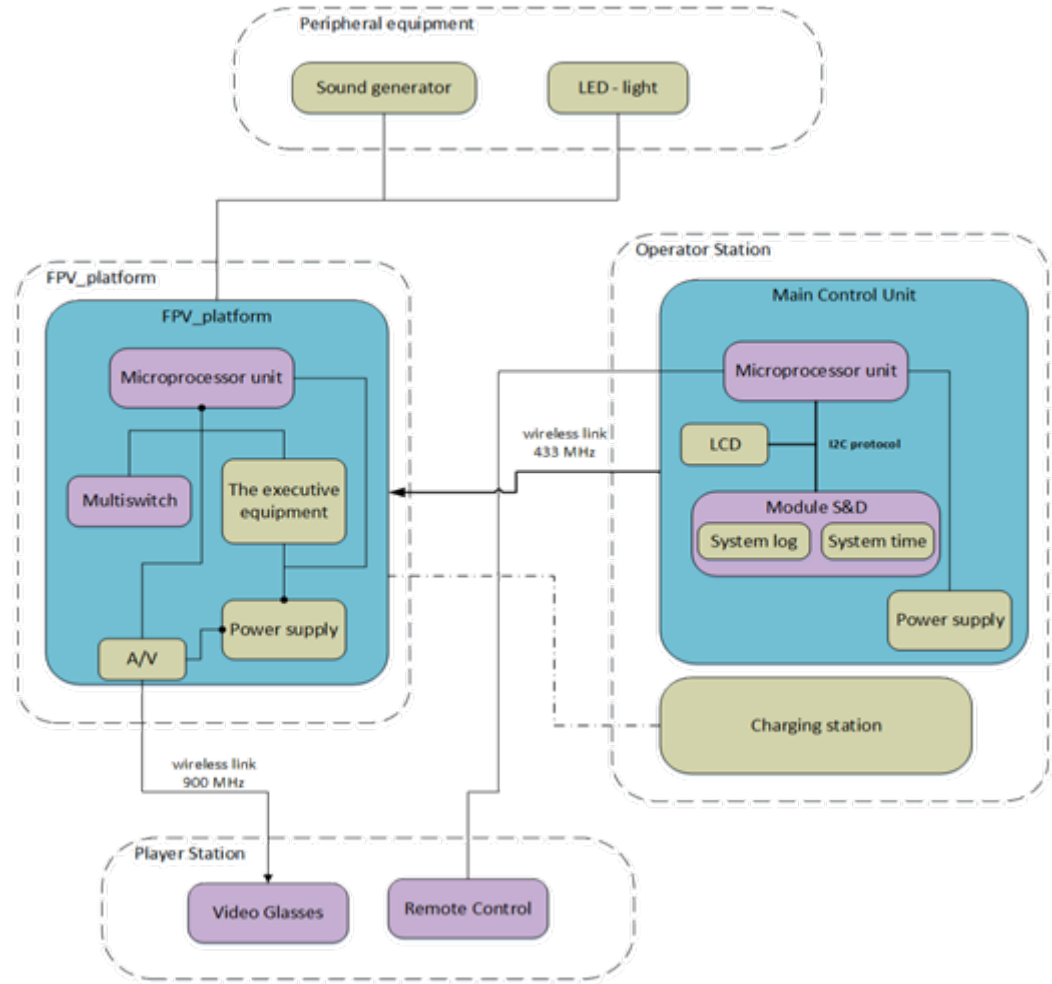 Peripheral equipment
Sound generator
LED - light
Operator Station
FPV_platform
FPV_platform
Main Control Unit
Microprocessor unit
Microprocessor unit
wireless link
433 MHz
LCD
I2C protocol
Multiswitch
The executive
equipment
Module S&D
System log
System time
Power supply
Power supply
A/V
Charging station
wireless link
900 MHz
Player Station
Video Glasses
Remote Control